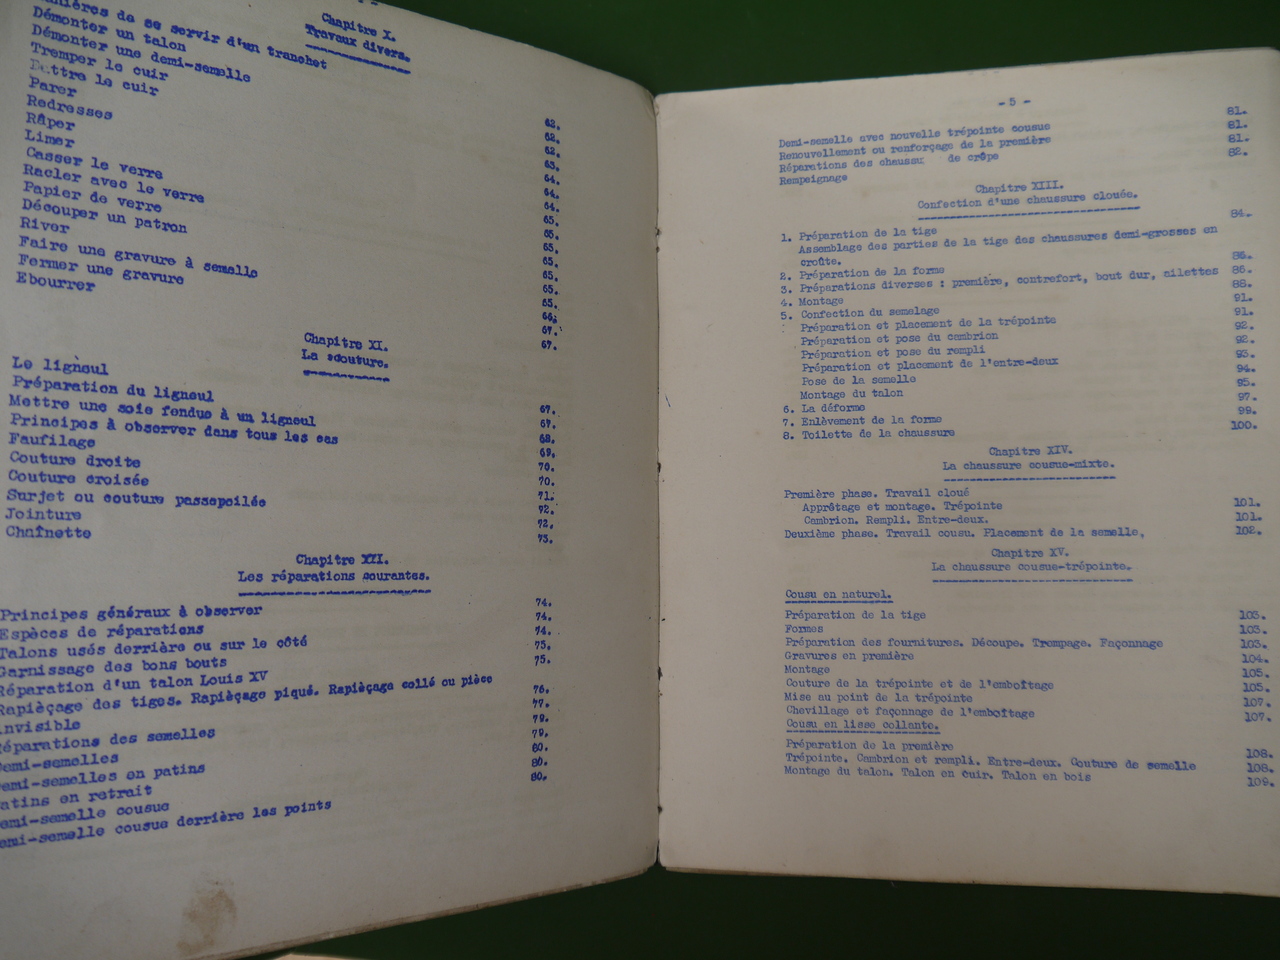 Chapitre X.
Travaux divers.
de se servir d'un tranchet
Démonter un talon
Démonter une demi-semelle
Tremper le cuir
Battre le cuir
Parer
Redresses
Râper
Limer
Casser le verre
Racler avec le verre
Papier de verre
Découper un patron
River
Faire une gravure à semelle
Fermer une gravure
Ebourrer
62.
62.
62.
63.
64.
64.
64.
65.
65.
65.
65.
65.
65.
65.
66.
67.
67.
Chapitre XI.
La couture.
Le ligneul
Préparation du ligneul
Mettre une soie fendue à un ligneul
Principes à observer dans tous les cas
Faufilage
Couture droite
Couture croisée
Surjet ou couture passepoilée
Jointure
Chaînette
67.
67.
68.
69.
70.
70.
71.
72.
72.
73.
Chapitre XII.
Les réparations courantes.
Principes généraux à observer
Espèces de réparations
Talons usés derrière ou sur le côté
Garnissage des bons bouts
Réparation d'un talon Louis XV
Rapièçage des tiges. Rapièçage piqué. Rapièçage collé ou pièce
invisible
Réparations des semelles
Demi-semelles
Demi-semelles en patins
Patins en retrait
Demi-semelle cousue
Demi-semelle cousue derrière les points
74.
74.
74.
75.
75.
76.
77.
79.
79.
80.
80.
80.
- 5 -
Demi-semelle avec nouvelle trépointe cousue 81.
Renouvellement ou renforçage de la première 81.
Réparations des chaussu de crêpe 81.
Rempeignage 82.
Chapitre XIII.
Confection d'une chaussure clouée.
1. Préparation de la tige 84.
Assemblage des parties de la tige des chaussures demi-grosses en
croûte.
2. Préparation de la forme 86.
3. Préparations diverses : première, contrefort, bout dur, ailettes 86.
4. Montage 88.
5. Confection du semelage 91.
Préparation et placement de la trépointe 91.
Préparation et pose du cambrion 92.
Préparation et pose du rempli 92.
Préparation et placement de l'entre-deux 93.
Pose de la semelle 94.
Montage du talon 95.
6. La déforme 97.
7. Enlèvement de la forme 99.
8. Toilette de la chaussure 100.
Chapitre XIV.
La chaussure cousue-mixte.
Première phase. Travail cloué
Apprêtage et montage. Trépointe 101.
Cambrion. Rempli. Entre-deux. 101.
Deuxième phase. Travail cousu. Placement de la semelle, 102.
Chapitre XV.
La chaussure cousue-trépointe.
Cousu en naturel.
Préparation de la tige 103.
Formes 103.
Préparation des fournitures. Découpe. Trempage. Façonnage 103.
Gravures en première 104.
Montage 105.
Couture de la trépointe et de l'emboîtage 105.
Mise au point de la trépointe 107.
Chevillage et façonnage de l'emboîtage 107.
Cousu en lisse collante.
Préparation de la première 108.
Trépointe. Cambrion et rempli. Entre-deux. Couture de semelle 108.
Montage du talon. Talon en cuir. Talon en bois 109.